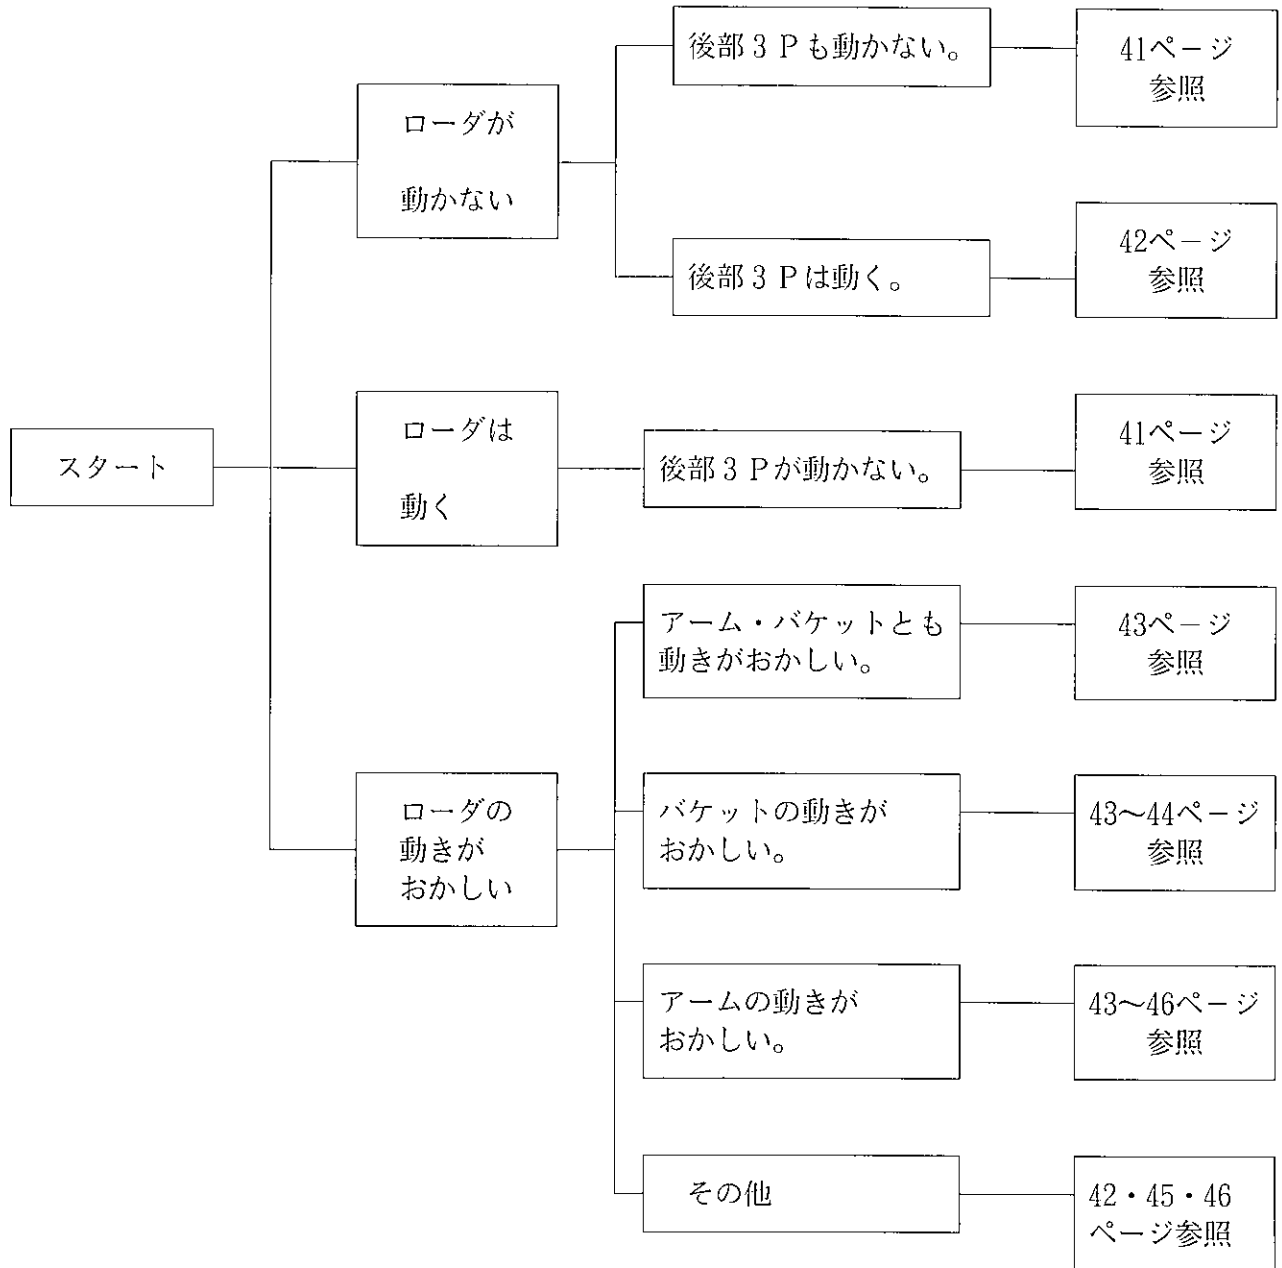 スタート
ローダが
動かない
後部3Pも動かない。
41ページ
参照
後部3Pは動く。
42ページ
参照
ローダは
動く
後部3Pが動かない。
41ページ
参照
ローダの
動きが
おかしい
アーム・バケットとも
動きがおかしい。
43ページ
参照
バケットの動きが
おかしい。
43～44ページ
参照
アームの動きが
おかしい。
43～46ページ
参照
その他
42・45・46
ページ参照